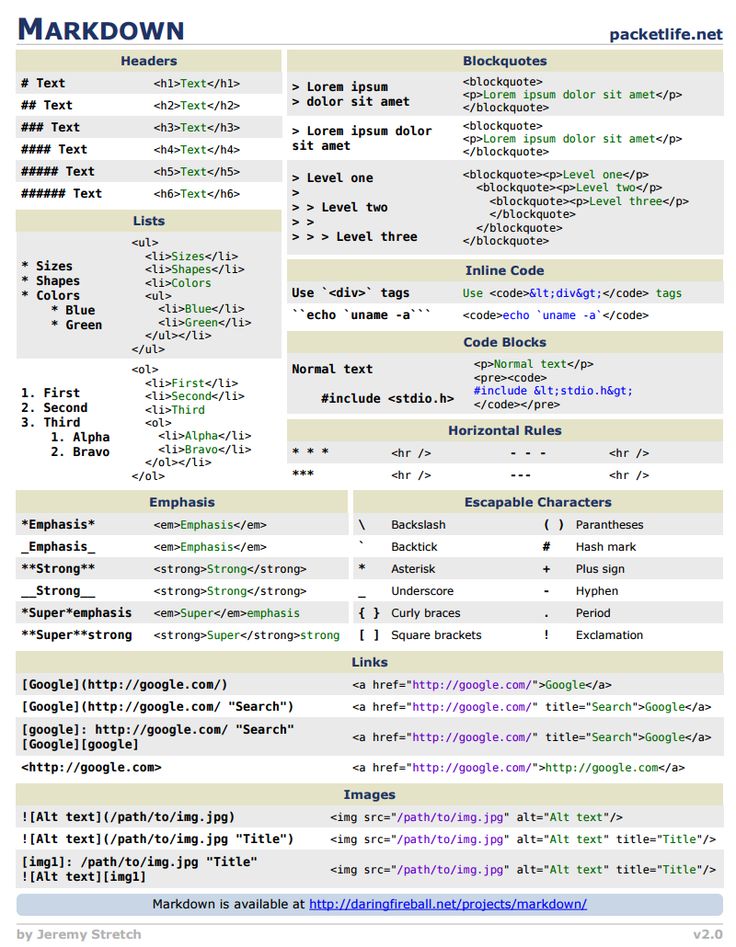 MARKDOWN packetlife.net
Headers
# Text <h1>Text</h1>
## Text <h2>Text</h2>
### Text <h3>Text</h3>
#### Text <h4>Text</h4>
##### Text <h5>Text</h5>
###### Text <h6>Text</h6>
Lists
* Sizes
* Shapes
* Colors
    * Blue
    * Green
<ul>
  <li>Sizes</li>
  <li>Shapes</li>
  <li>Colors
  <ul>
    <li>Blue</li>
    <li>Green</li>
  </ul></li>
</ul>
1. First
2. Second
3. Third
    1. Alpha
    2. Bravo
<ol>
  <li>First</li>
  <li>Second</li>
  <li>Third
  <ol>
    <li>Alpha</li>
    <li>Bravo</li>
  </ol></li>
</ol>
Blockquotes
> Lorem ipsum
> dolor sit amet
<blockquote>
<p>Lorem ipsum dolor sit amet</p>
</blockquote>
> Lorem ipsum dolor
sit amet
<blockquote>
<p>Lorem ipsum dolor sit amet</p>
</blockquote>
> Level one
>
> > Level two
> >
> > > Level three
<blockquote><p>Level one</p>
  <blockquote><p>Level two</p>
    <blockquote><p>Level three</p>
    </blockquote>
  </blockquote>
</blockquote>
Inline Code
Use `<div>` tags Use <code>&lt;div&gt;</code> tags
``echo `uname -a``` <code>echo `uname -a`</code>
Code Blocks
Normal text
    #include <stdio.h>
<p>Normal text</p>
<pre><code>
#include &lt;stdio.h&gt;
</code></pre>
Horizontal Rules
* * * <hr /> - - - <hr />
*** <hr /> --- <hr />
Emphasis
*Emphasis* <em>Emphasis</em>
_Emphasis_ <em>Emphasis</em>
**Strong** <strong>Strong</strong>
__Strong__ <strong>Strong</strong>
*Super*emphasis <em>Super</em>emphasis
**Super**strong <strong>Super</strong>strong
Escapable Characters
\ Backslash ( ) Parantheses
` Backtick # Hash mark
* Asterisk + Plus sign
_ Underscore - Hyphen
{ } Curly braces . Period
[ ] Square brackets ! Exclamation
Links
[Google](http://google.com/) <a href="http://google.com/">Google</a>
[Google](http://google.com/ "Search") <a href="http://google.com/" title="Search">Google</a>
[google]: http://google.com/ "Search"
[Google][google]
<a href="http://google.com/" title="Search">Google</a>
<http://google.com> <a href="http://google.com/">http://google.com</a>
Images
![Alt text](/path/to/img.jpg) <img src="/path/to/img.jpg" alt="Alt text"/>
![Alt text](/path/to/img.jpg "Title") <img src="/path/to/img.jpg" alt="Alt text" title="Title"/>
[img1]: /path/to/img.jpg "Title"
![Alt text][img1]
<img src="/path/to/img.jpg" alt="Alt text" title="Title"/>
Markdown is available at http://daringfireball.net/projects/markdown/
by Jeremy Stretch v2.0